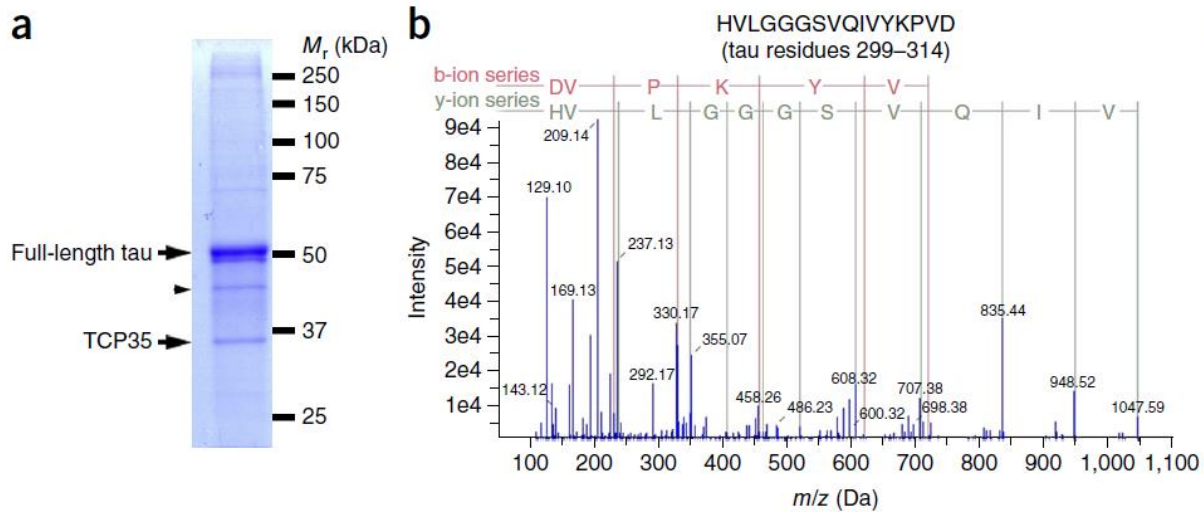 a
Mr (kDa)
250
150
100
75
Full-length tau
50
37
TCP35
25
b
HVLGGGSVQIVYKPVD
(tau residues 299–314)
b-ion series DV P K Y V
y-ion series HV L G G G S V Q I V
9e4
8e4
7e4
6e4
5e4
4e4
3e4
2e4
1e4
Intensity
209.14
129.10
237.13
169.13
330.17
355.07
835.44
292.17
143.12
458.26
486.23
608.32
600.32
707.38
698.38
948.52
1047.59
100 200 300 400 500 600 700 800 900 1,000 1,100
m/z (Da)